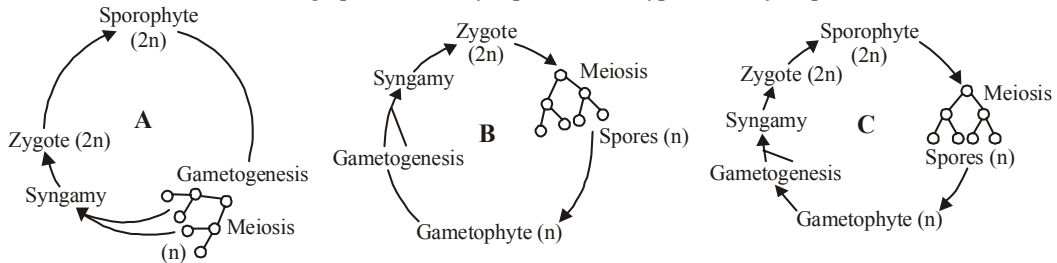 Sporophyte
(2n)
A
Zygote (2n)
Syngamy
Gametogenesis
Meiosis
(n)
Zygote
(2n)
Syngamy
Meiosis
B
Spores (n)
Gametogenesis
Gametophyte (n)
Sporophyte
(2n)
Zygote (2n)
Meiosis
Syngamy
C
Spores (n)
Gametogenesis
Gametophyte (n)